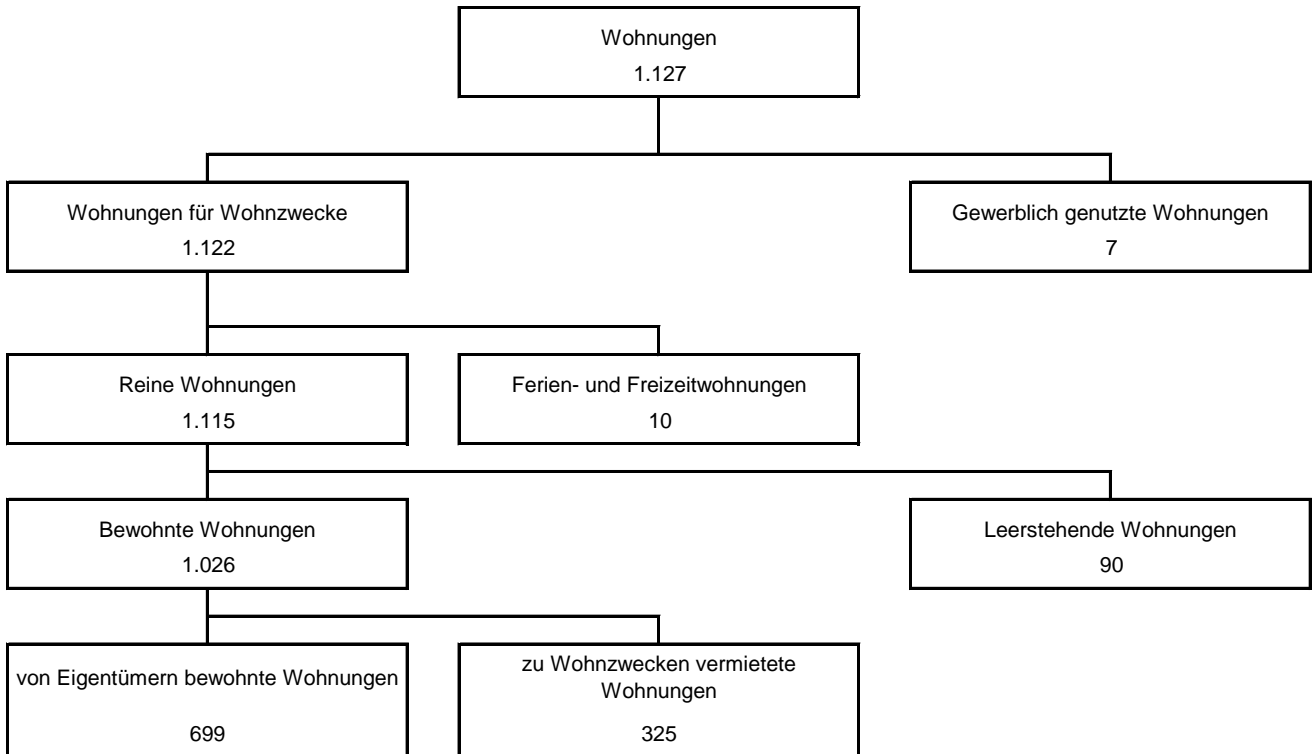 Wohnungen
1.127
Wohnungen für Wohnzwecke
1.122
Gewerblich genutzte Wohnungen
7
Reine Wohnungen
1.115
Ferien- und Freizeitwohnungen
10
Bewohnte Wohnungen
1.026
Leerstehende Wohnungen
90
von Eigentümern bewohnte Wohnungen
699
zu Wohnzwecken vermietete
Wohnungen
325